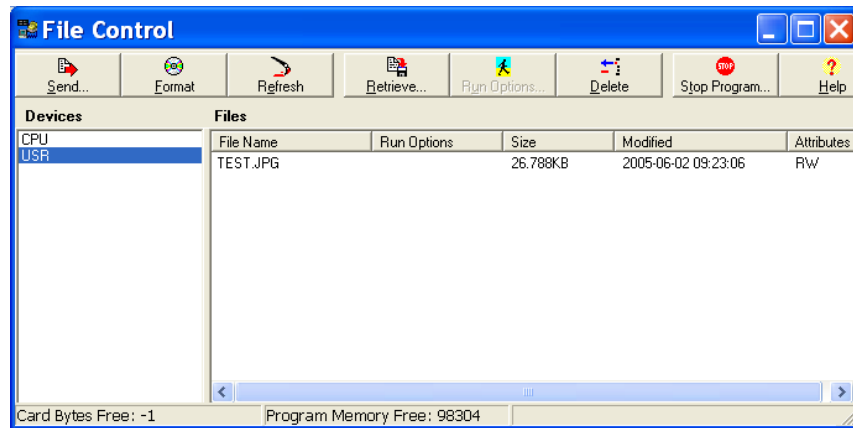 File Control
Send... Format Refresh Retrieve... Run Options... Delete STOP Stop Program... Help
Devices Files
CPU File Name Run Options Size Modified Attributes
USR TEST.JPG 26.788KB 2005-06-02 09:23:06 RW
Card Bytes Free: -1 Program Memory Free: 98304